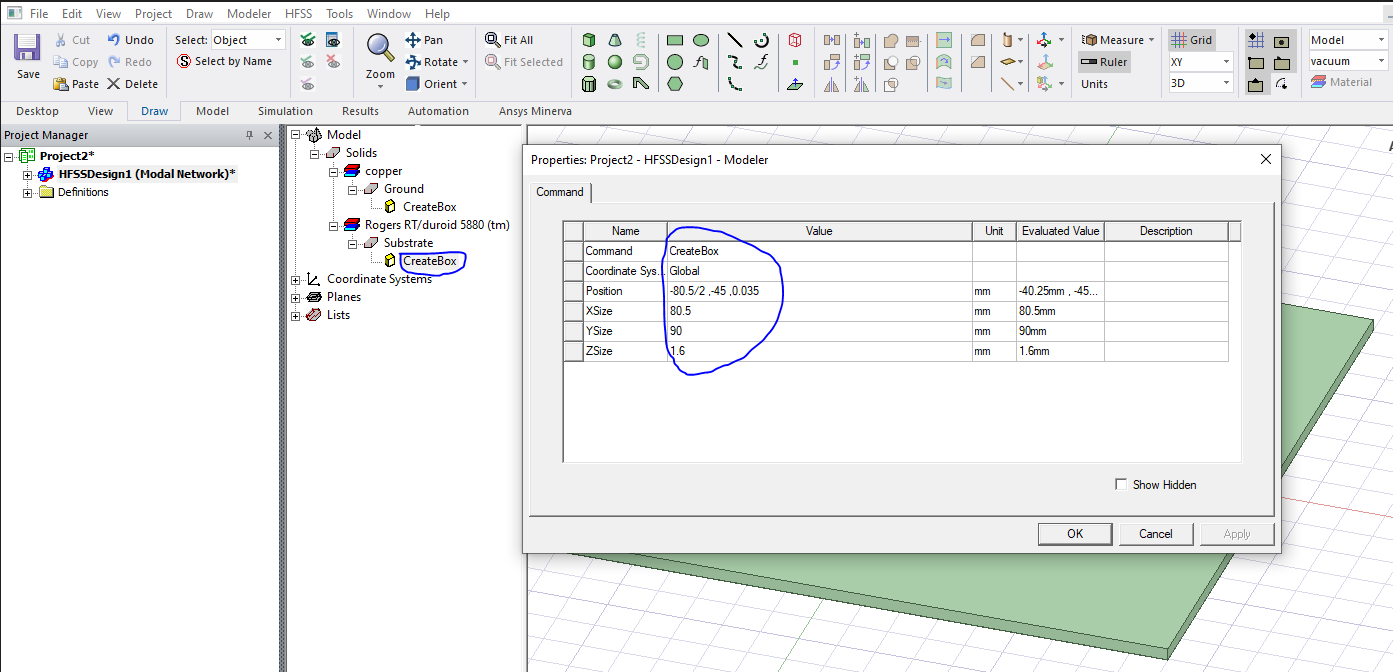 File Edit View Project Draw Modeler HFSS Tools Window Help
Save
Cut
Copy
Paste
Undo
Redo
Delete
Select: Object
Select by Name
Zoom
Pan
Rotate
Orient
Fit All
Fit Selected
Measure
Ruler
Units
Grid
XY
3D
Model
vacuum
Material
Desktop View Draw Model Simulation Results Automation Ansys Minerva
Project Manager
Project2*
HFSSDesign1 (Modal Network)*
Definitions
Model
Solids
copper
Ground
CreateBox
Rogers RT/duroid 5880 (tm)
Substrate
CreateBox
Coordinate Systems
Planes
Lists
Properties: Project2 - HFSSDesign1 - Modeler
Command
Name Value Unit Evaluated Value Description
Command CreateBox
Coordinate Sys... Global
Position -80.5/2 ,-45 ,0.035 mm -40.25mm , -45...
XSize 80.5 mm 80.5mm
YSize 90 mm 90mm
ZSize 1.6 mm 1.6mm
Show Hidden
OK Cancel Apply